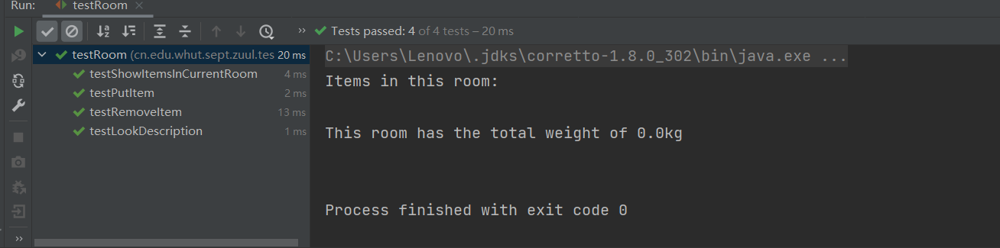 Run: testRoom
Tests passed: 4 of 4 tests – 20 ms
testRoom (cn.edu.whut.sept.zuul.tes 20 ms
testShowItemsInCurrentRoom 4 ms
testPutItem 2 ms
testRemoveItem 13 ms
testLookDescription 1 ms
C:\Users\Lenovo\.jdks\corretto-1.8.0_302\bin\java.exe ...
Items in this room:
This room has the total weight of 0.0kg
Process finished with exit code 0